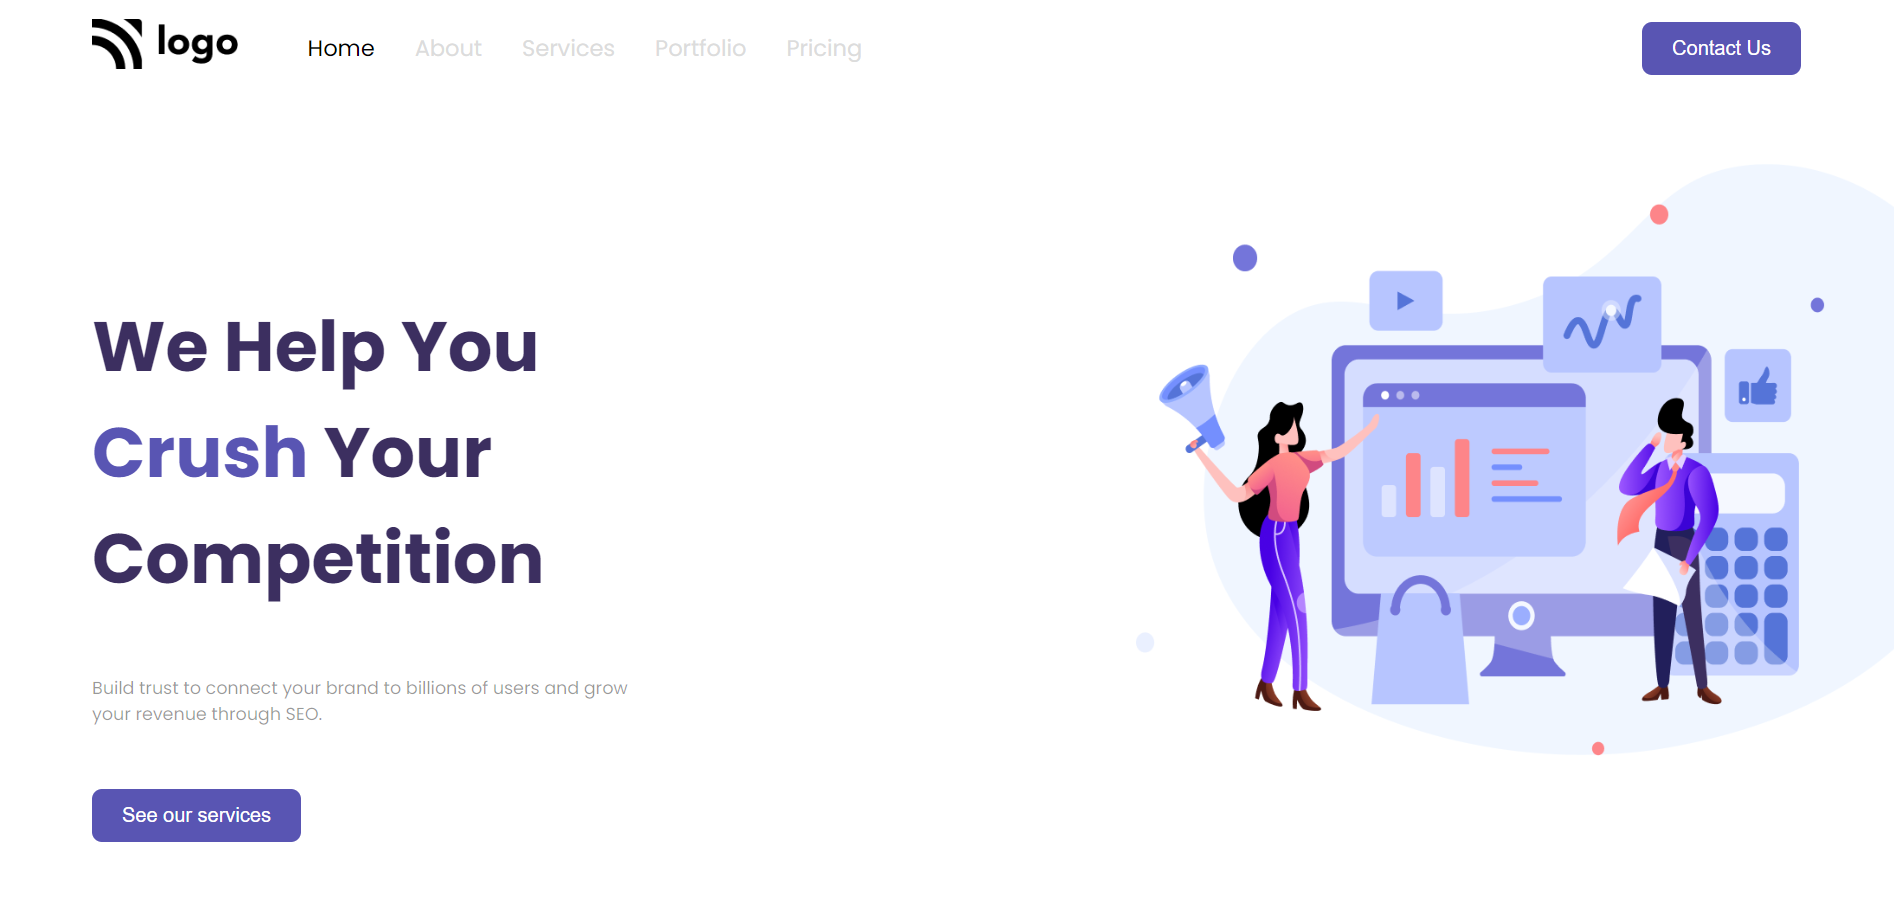 logo
Home About Services Portfolio Pricing
Contact Us
We Help You
Crush Your
Competition
Build trust to connect your brand to billions of users and grow
your revenue through SEO.
See our services